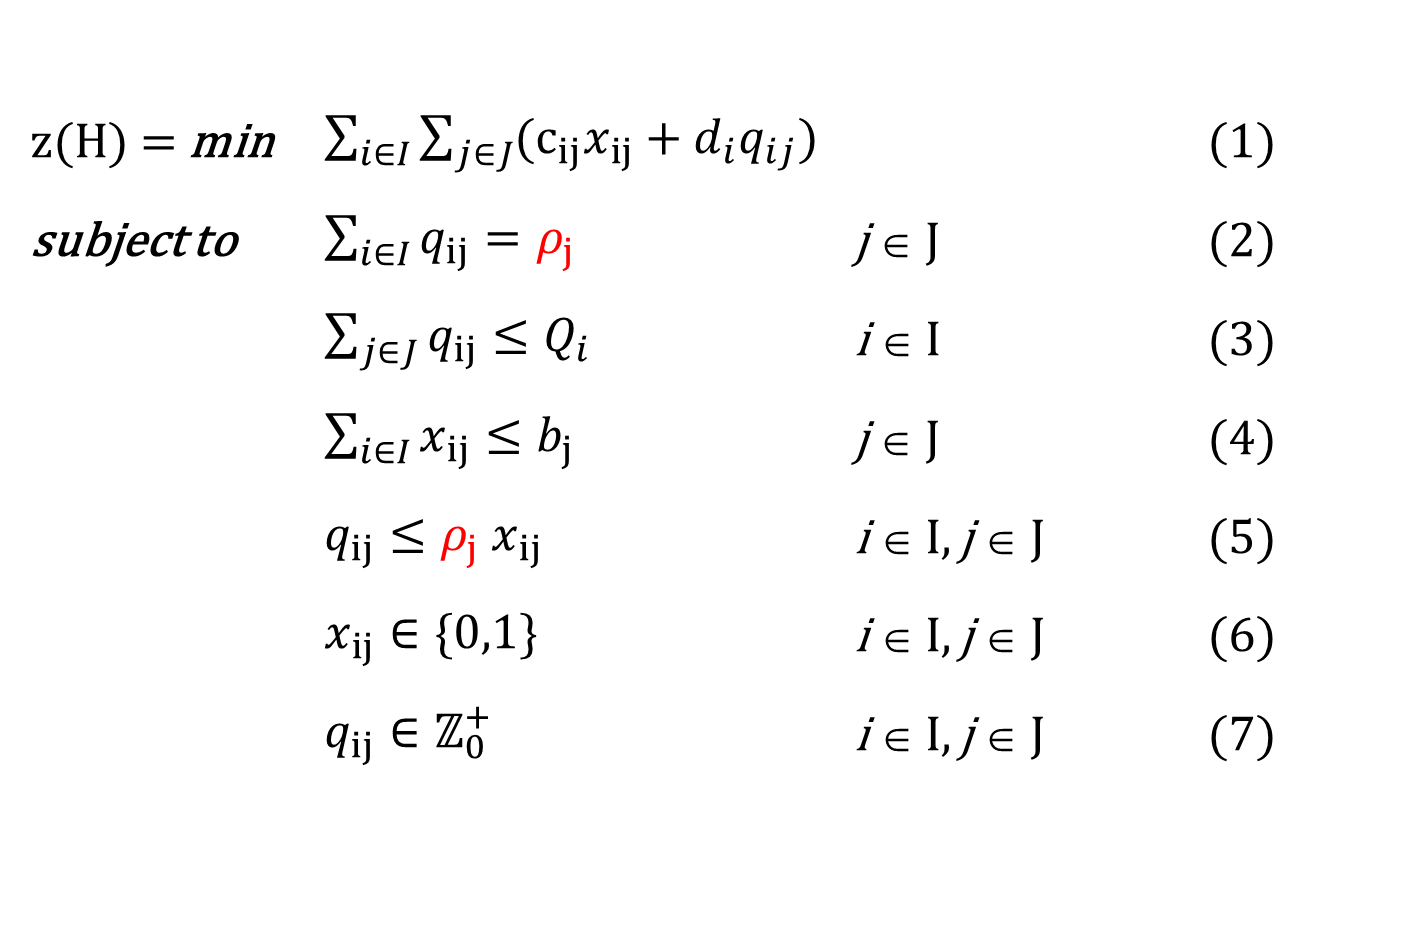 z(H) = min ∑_{i∈I} ∑_{j∈J}(c_{ij}x_{ij} + d_i q_{ij}) (1)
subject to ∑_{i∈I} q_{ij} = ρ_j j ∈ J (2)
∑_{j∈J} q_{ij} ≤ Q_i i ∈ I (3)
∑_{i∈I} x_{ij} ≤ b_j j ∈ J (4)
q_{ij} ≤ ρ_j x_{ij} i ∈ I, j ∈ J (5)
x_{ij} ∈ {0,1} i ∈ I, j ∈ J (6)
q_{ij} ∈ ℤ_0^+ i ∈ I, j ∈ J (7)